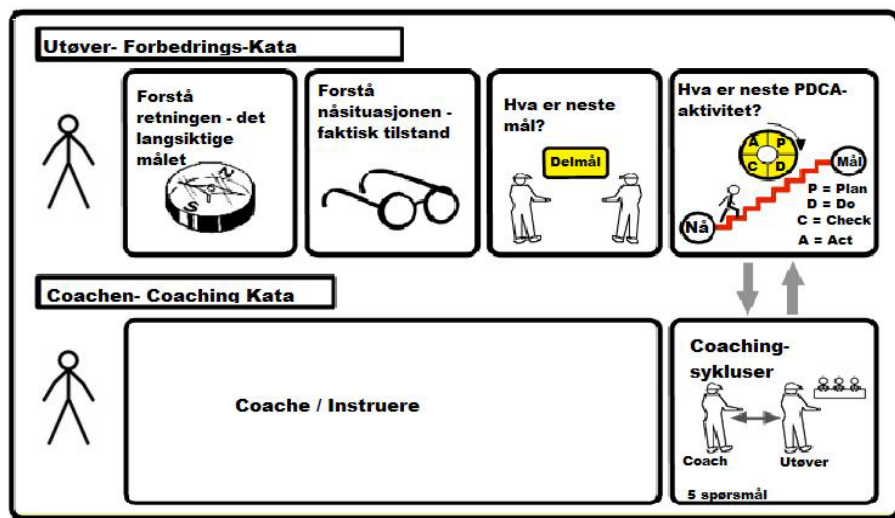 Utøver- Forbedrings-Kata
Forstå
retningen - det
langsiktige
målet
N
S
Forstå
nåsituasjonen -
faktisk tilstand
Hva er neste
mål?
Delmål
Hva er neste PDCA-
aktivitet?
A P
C D
Mål
Nå
P = Plan
D = Do
C = Check
A = Act
Coachen- Coaching Kata
Coache / Instruere
Coaching-
sykluser
Coach
Utøver
5 spørsmål